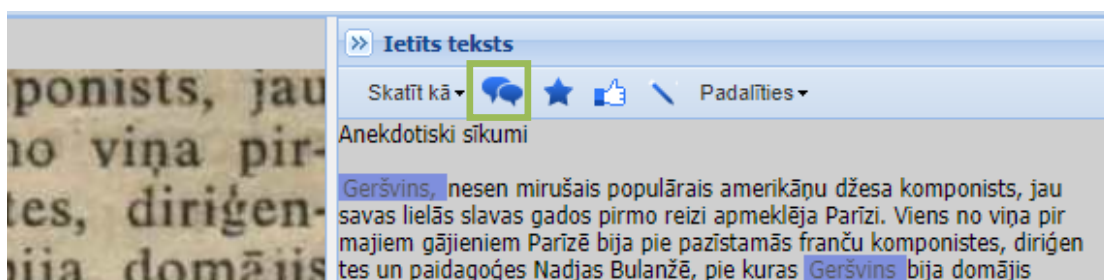 Ietīts teksts
Skatīt kā Padalīties
ponists, jau
no viņa pir-
tes, diriģen-
bija domājis
Anekdotiski sīkumi
Geršvins, nesen mirušais populārais amerikāņu džesa komponists, jau
savas lielās slavas gados pirmo reizi apmeklēja Parīzi. Viens no viņa pir
majiem gājieniem Parīzē bija pie pazīstamās franču komponistes, diriģen
tes un paidagoģes Nadjas Bulanžē, pie kuras Geršvins bija domājis